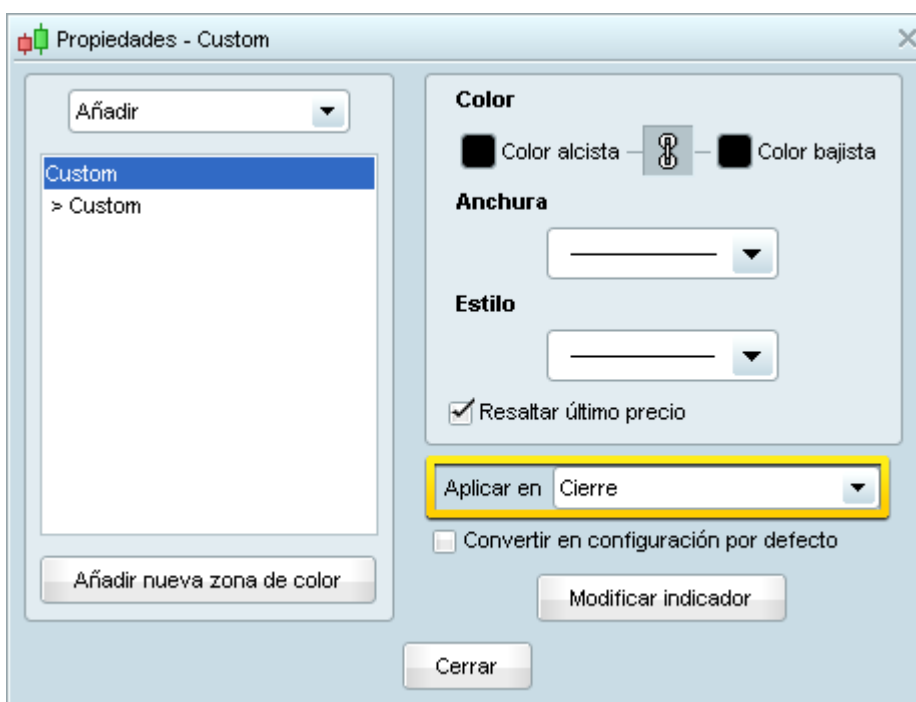 Propiedades - Custom
Añadir
Custom
> Custom
Añadir nueva zona de color
Color
Color alcista
Color bajista
Anchura
Estilo
Resaltar último precio
Aplicar en Cierre
Convertir en configuración por defecto
Modificar indicador
Cerrar